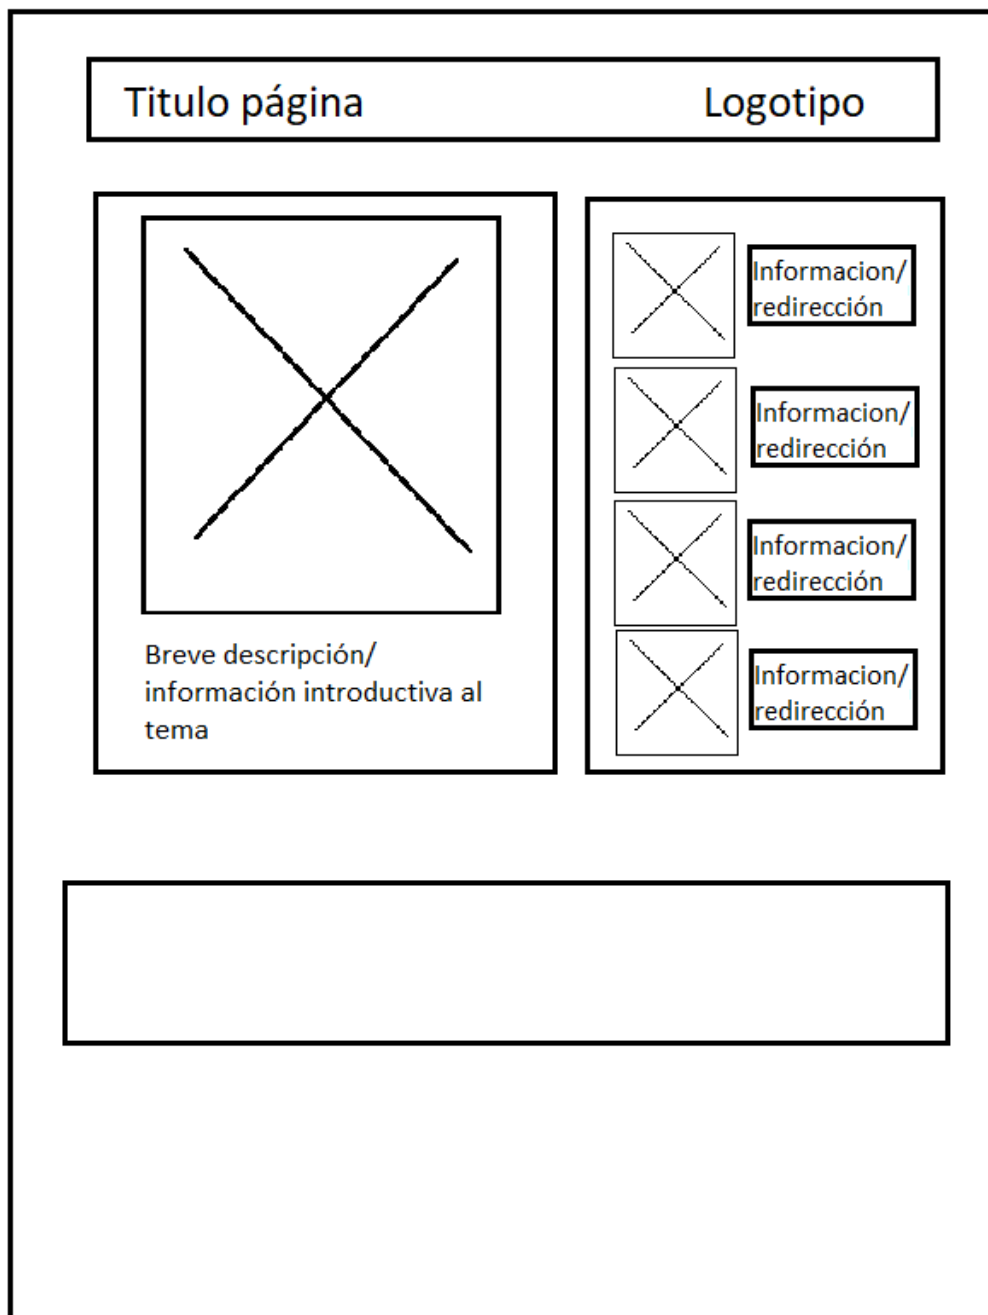 Titulo página
Logotipo
Breve descripción/
información introductiva al
tema
Informacion/
redirección
Informacion/
redirección
Informacion/
redirección
Informacion/
redirección